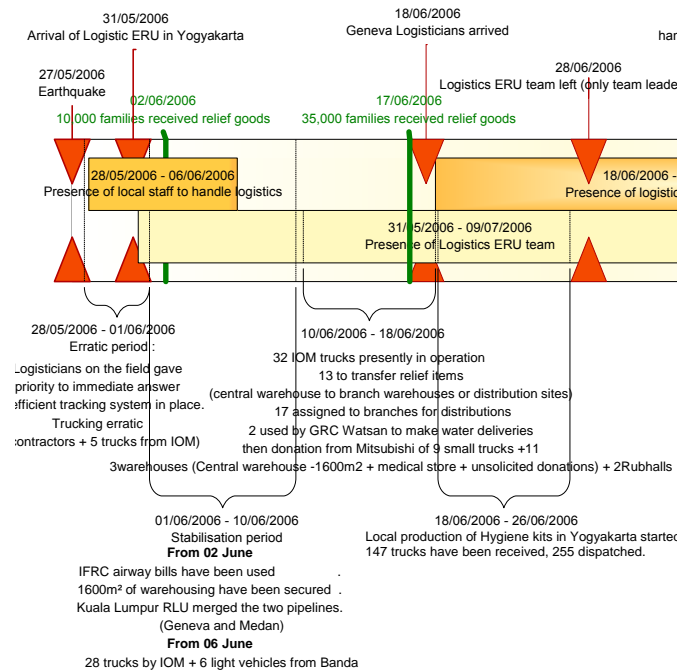 31/05/2006
Arrival of Logistic ERU in Yogyakarta
18/06/2006
Geneva Logisticians arrived
27/05/2006
Earthquake
28/06/2006
Logistics ERU team left (only team leade
02/06/2006
10,000 families received relief goods
17/06/2006
35,000 families received relief goods
28/05/2006 - 06/06/2006
Presence of local staff to handle logistics
18/06/2006 -
Presence of logistic
31/05/2006 - 09/07/2006
Presence of Logistics ERU team
28/05/2006 - 01/06/2006
Erratic period :
Logisticians on the field gave
priority to immediate answer
efficient tracking system in place.
Trucking erratic
contractors + 5 trucks from IOM)
10/06/2006 - 18/06/2006
32 IOM trucks presently in operation
13 to transfer relief items
(central warehouse to branch warehouses or distribution sites)
17 assigned to branches for distributions
2 used by GRC Watsan to make water deliveries
then donation from Mitsubishi of 9 small trucks +11
3warehouses (Central warehouse -1600m2 + medical store + unsolicited donations) + 2Rubhalls
01/06/2006 - 10/06/2006
Stabilisation period
From 02 June
IFRC airway bills have been used .
1600m² of warehousing have been secured .
Kuala Lumpur RLU merged the two pipelines.
(Geneva and Medan)
From 06 June
28 trucks by IOM + 6 light vehicles from Banda
18/06/2006 - 26/06/2006
Local production of Hygiene kits in Yogyakarta started
147 trucks have been received, 255 dispatched.